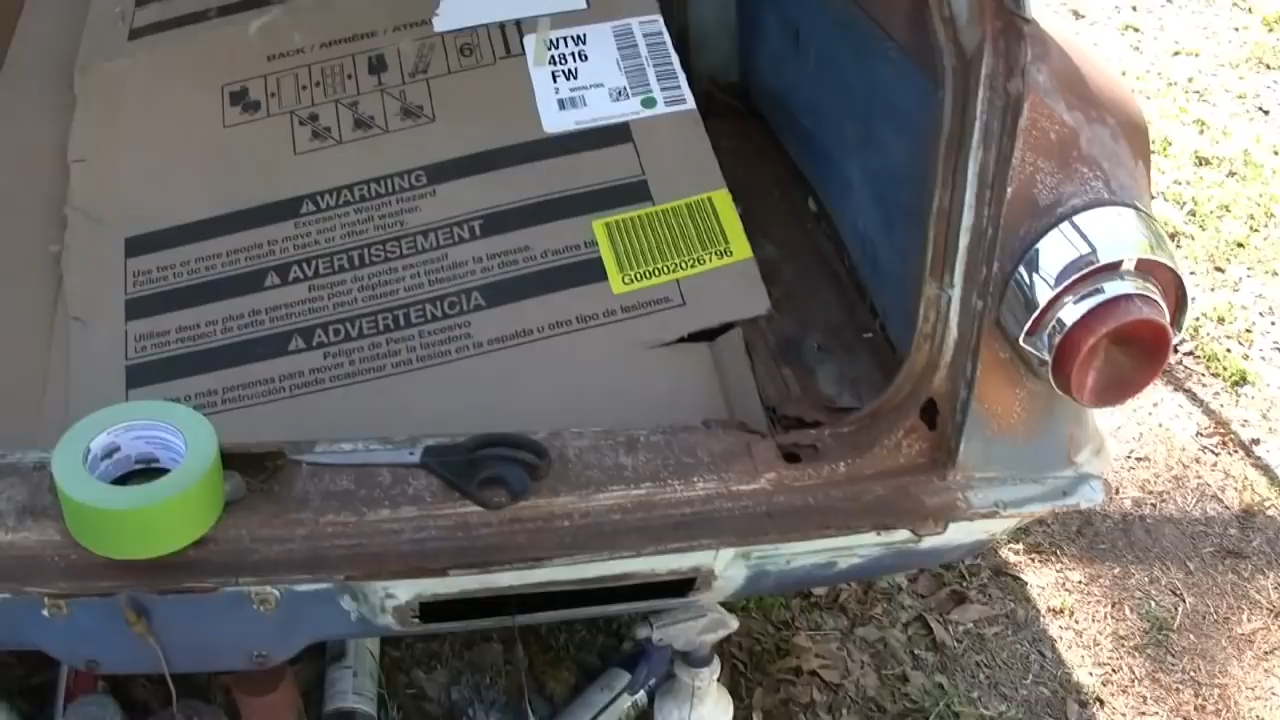 BACK / ARRIÈRE / ATRÁ
6
WTW
4816
FW
2 WHIRLPOOL
WARNING
Excessive Weight Hazard
Use two or more people to move and install washer.
Failure to do so can result in back or other injury.
AVERTISSEMENT
Risque du poids excessif
Utiliser deux ou plus de personnes pour déplacer et installer la laveuse.
Le non-respect de cette instruction peut causer une blessure au dos ou d'autre bl
ADVERTENCIA
Peligro de Peso Excesivo
o más personas para mover e instalar la lavadora.
esta instrucción puede ocasionar una lesión en la espalda u otro tipo de lesiones.
G00002026796